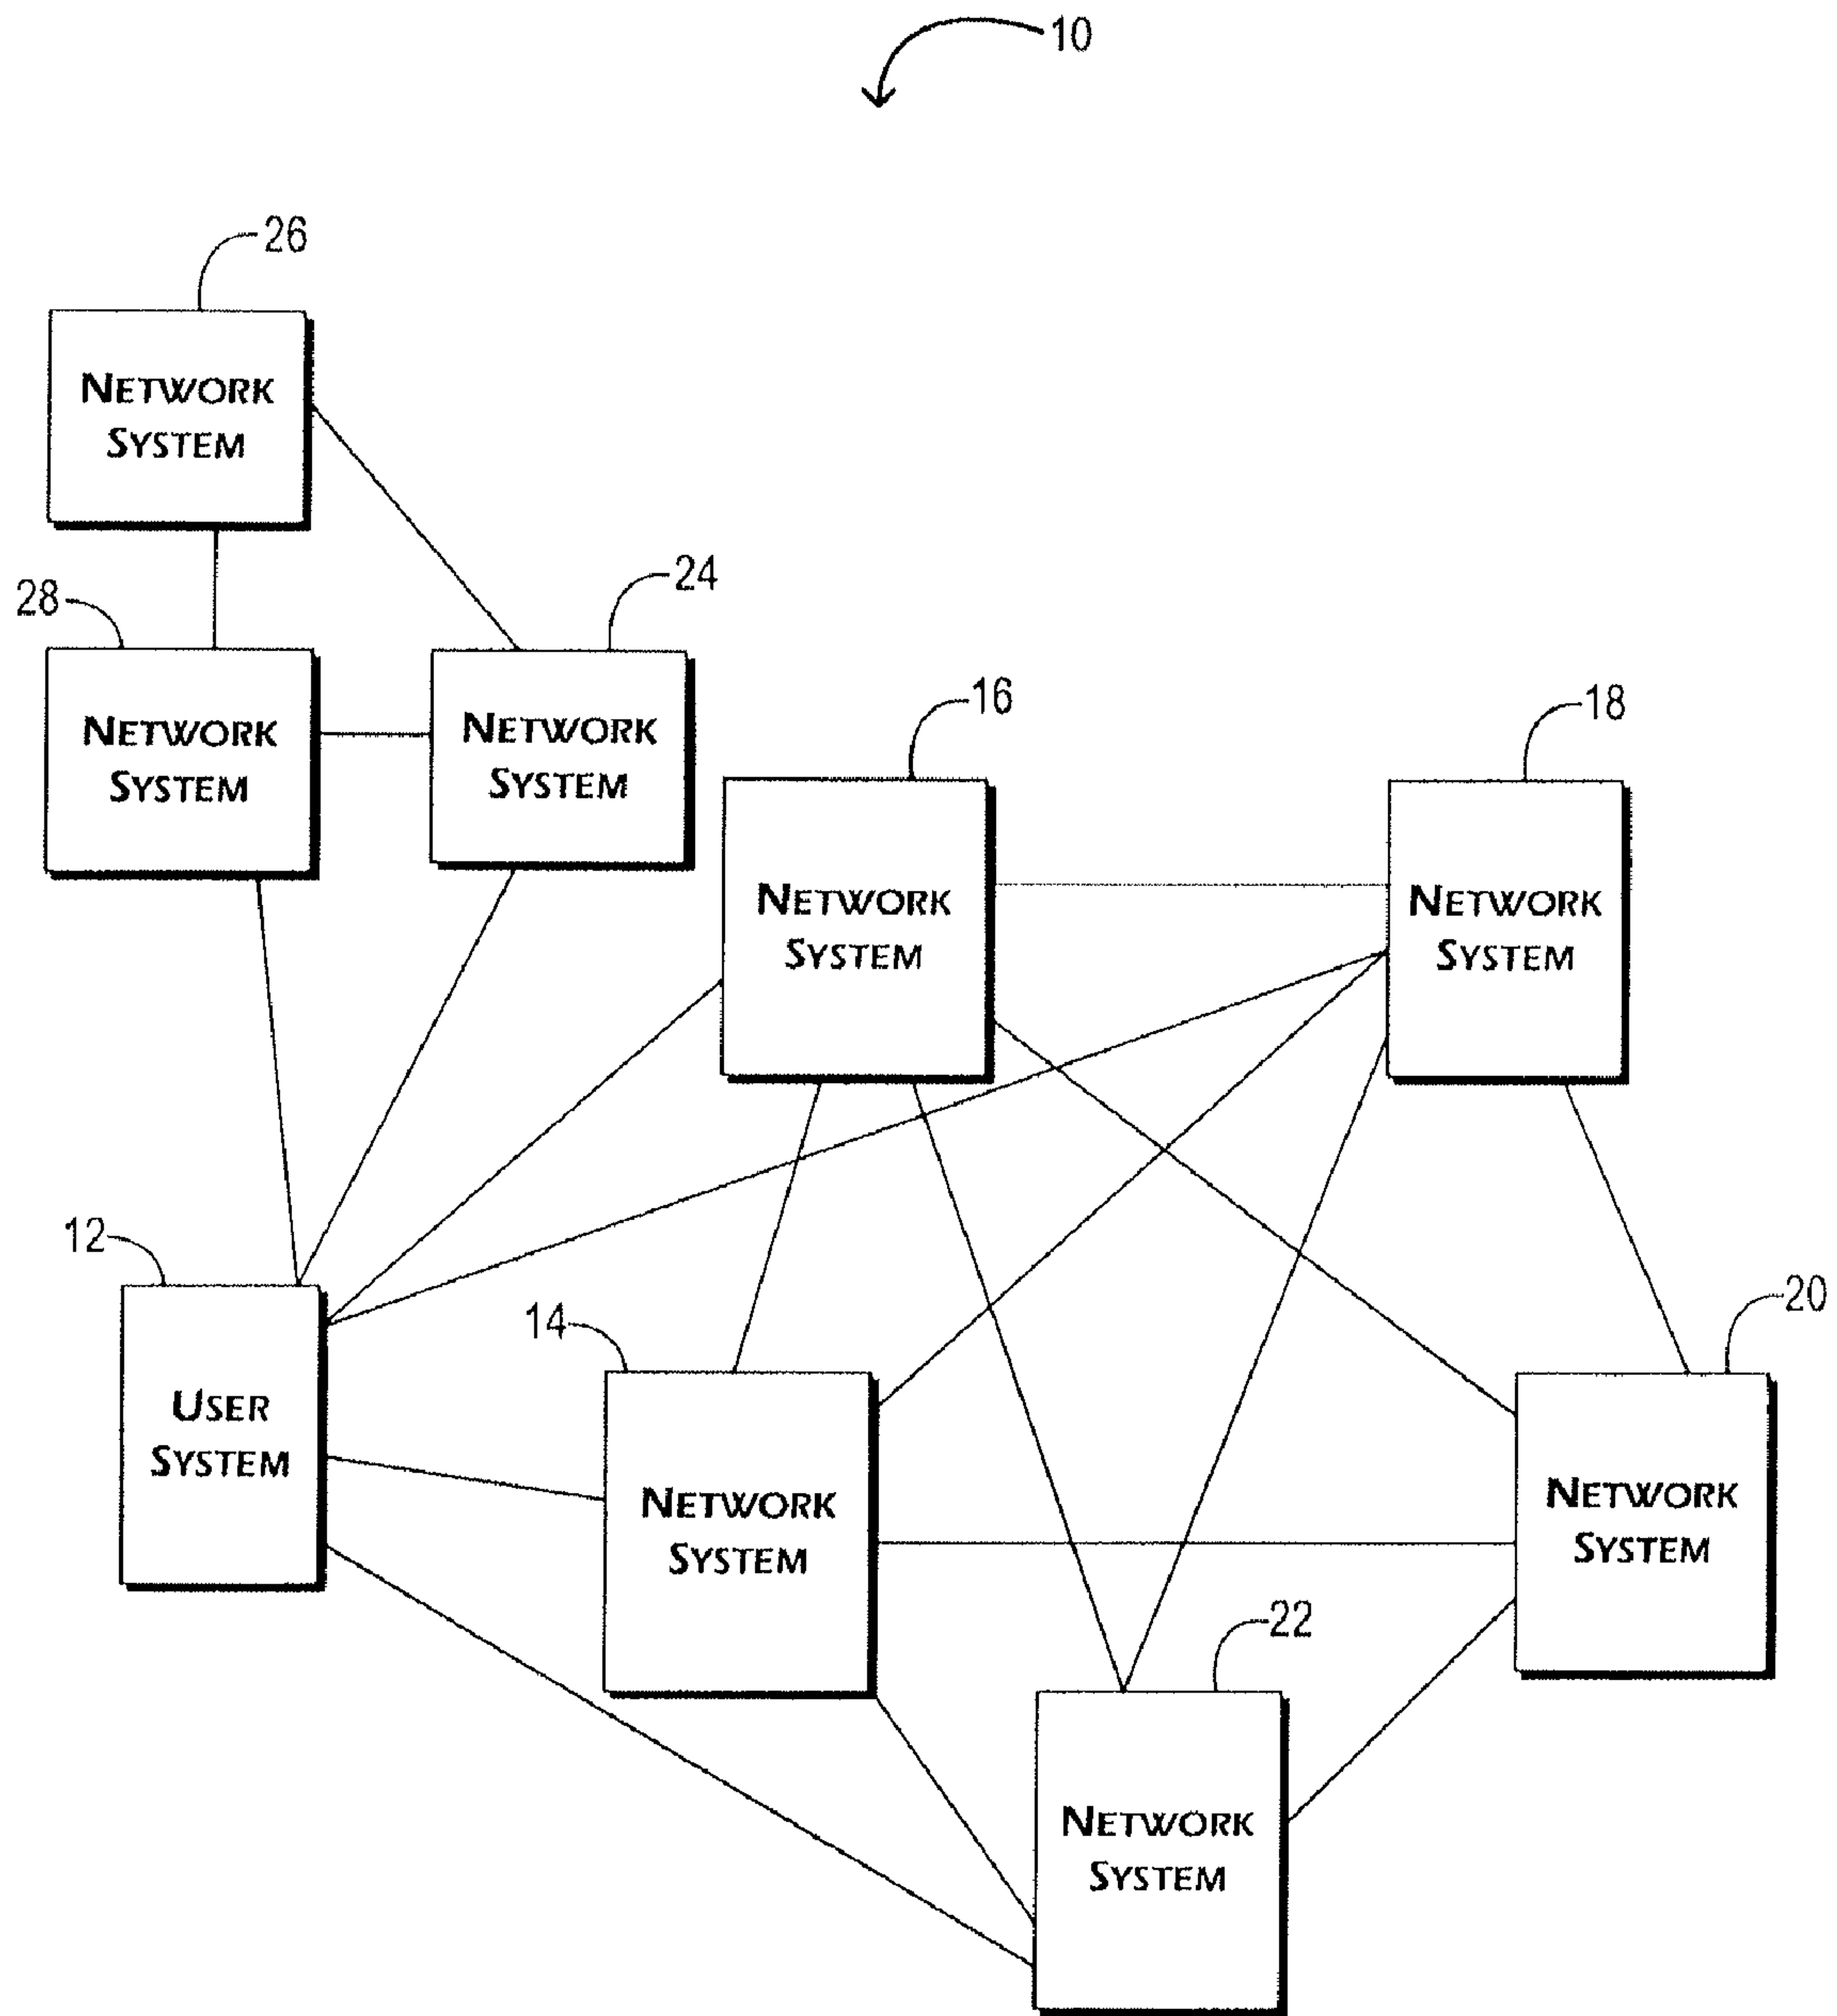 10
26
NETWORK
SYSTEM
28
24
NETWORK
SYSTEM
NETWORK
SYSTEM
16
18
NETWORK
SYSTEM
NETWORK
SYSTEM
12
14
20
USER
SYSTEM
NETWORK
SYSTEM
NETWORK
SYSTEM
22
NETWORK
SYSTEM